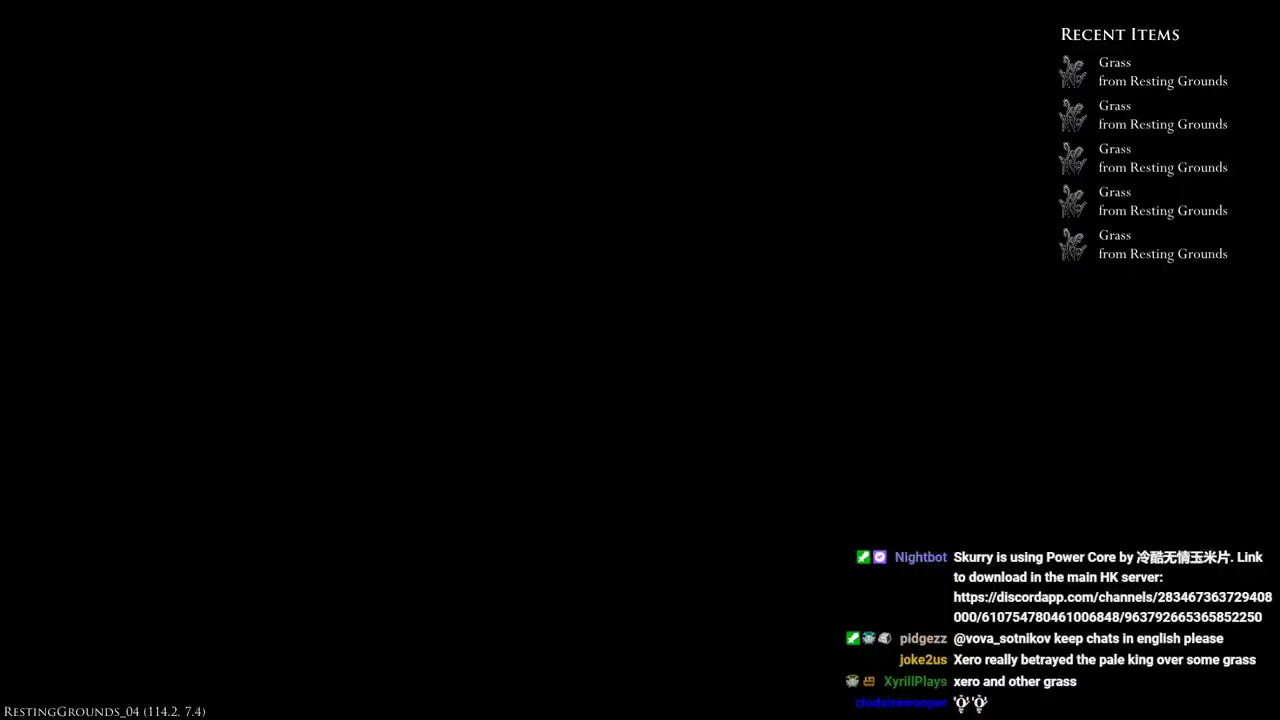 RECENT ITEMS
Grass
from Resting Grounds
Grass
from Resting Grounds
Grass
from Resting Grounds
Grass
from Resting Grounds
Grass
from Resting Grounds
Nightbot Skurry is using Power Core by 冷酷无情玉米片. Link
to download in the main HK server:
https://discordapp.com/channels/283467363729408
000/610754780461006848/963792665365852250
pidgezz @vova_sotnikov keep chats in english please
joke2us Xero really betrayed the pale king over some grass
XyrillPlays xero and other grass
clodsirewooper
RESTINGGROUNDS_04 (114.2, 7.4)